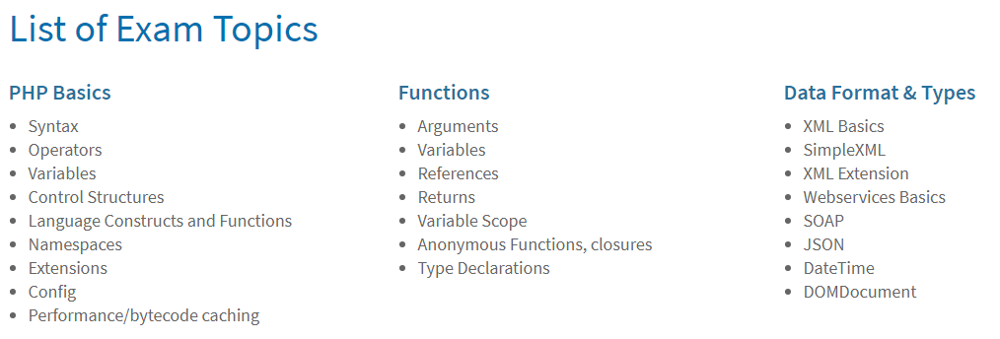 List of Exam Topics
PHP Basics
Syntax
Operators
Variables
Control Structures
Language Constructs and Functions
Namespaces
Extensions
Config
Performance/bytecode caching
Functions
Arguments
Variables
References
Returns
Variable Scope
Anonymous Functions, closures
Type Declarations
Data Format & Types
XML Basics
SimpleXML
XML Extension
Webservices Basics
SOAP
JSON
DateTime
DOMDocument